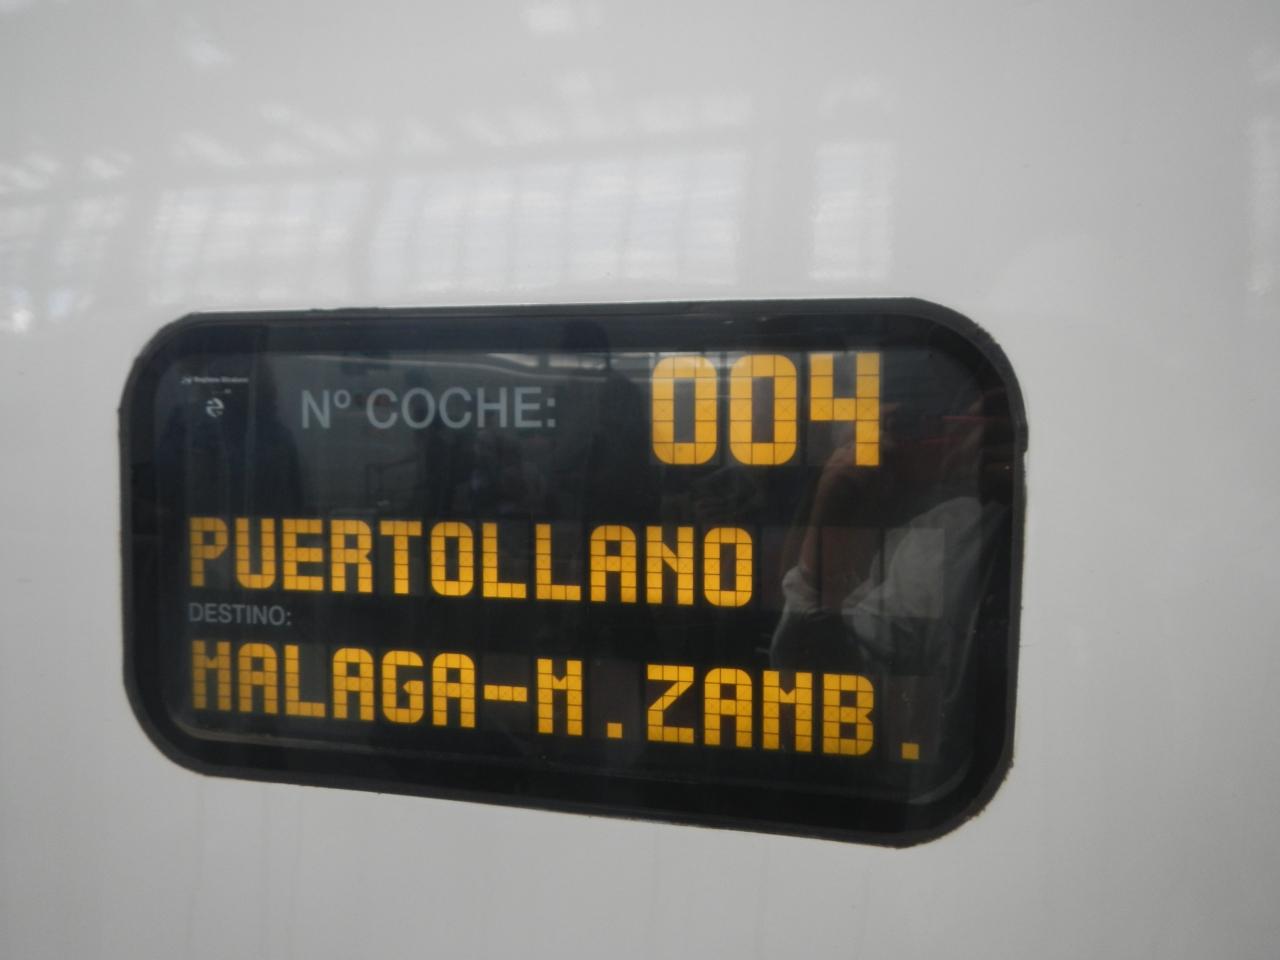 Nº COCHE: 004
PUERTOLLANO
DESTINO:
MALAGA-M.ZAMB.